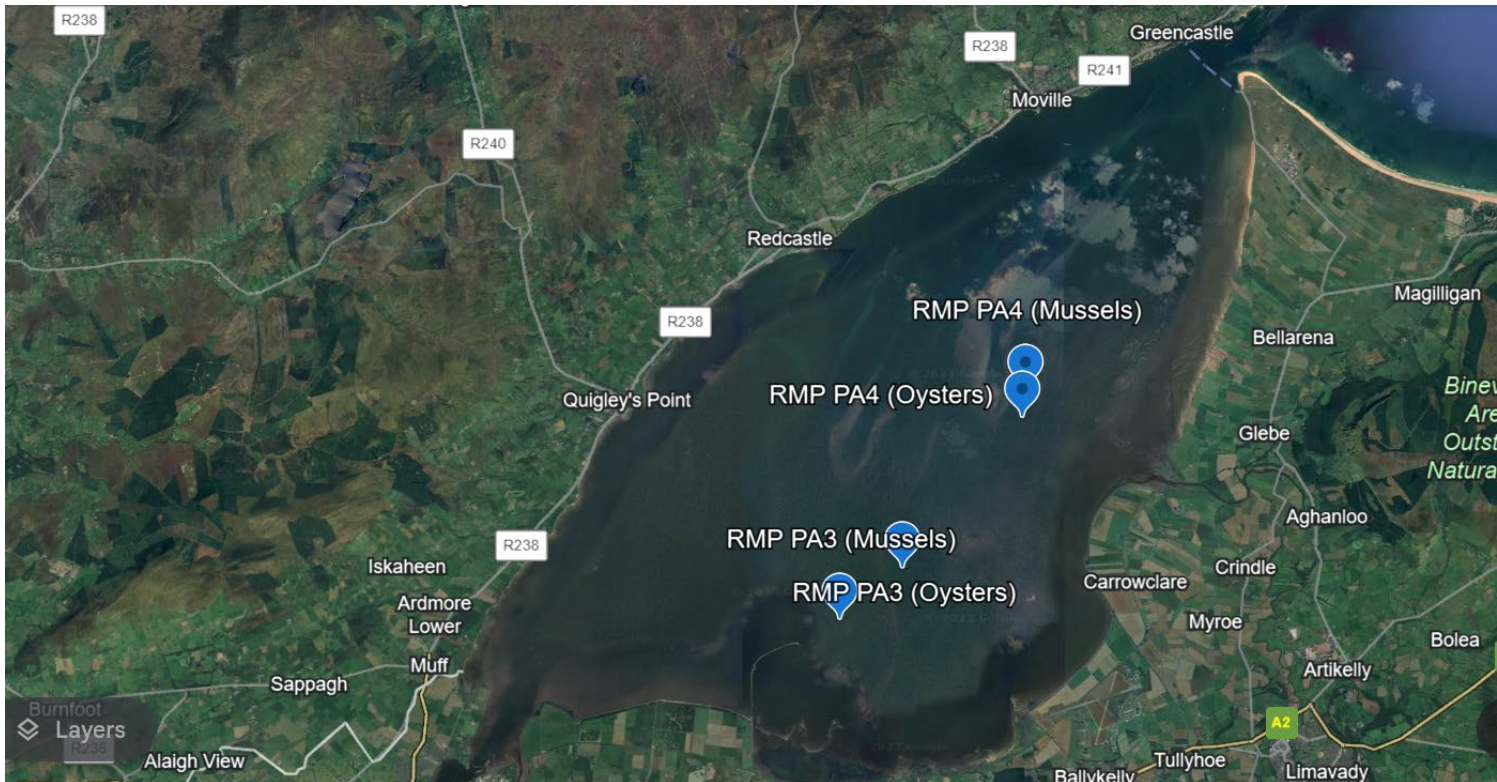 R238
Greencastle
R238
R241
Moville
R240
Redcastle
Magilligan
RMP PA4 (Mussels)
R238
Bellarena
Binev
Are
Outst
Natura
RMP PA4 (Oysters)
Quigley's Point
Glebe
Aghanloo
RMP PA3 (Mussels)
R238
Iskaheen
Crindle
Carrowclare
RMP PA3 (Oysters)
Ardmore
Lower
Myroe
Bolea
Muff
Artikelly
Sappagh
Burnfoot
Layers
A2
R238
Alaigh View
Tullyhoe
Limavady
Ballykelly